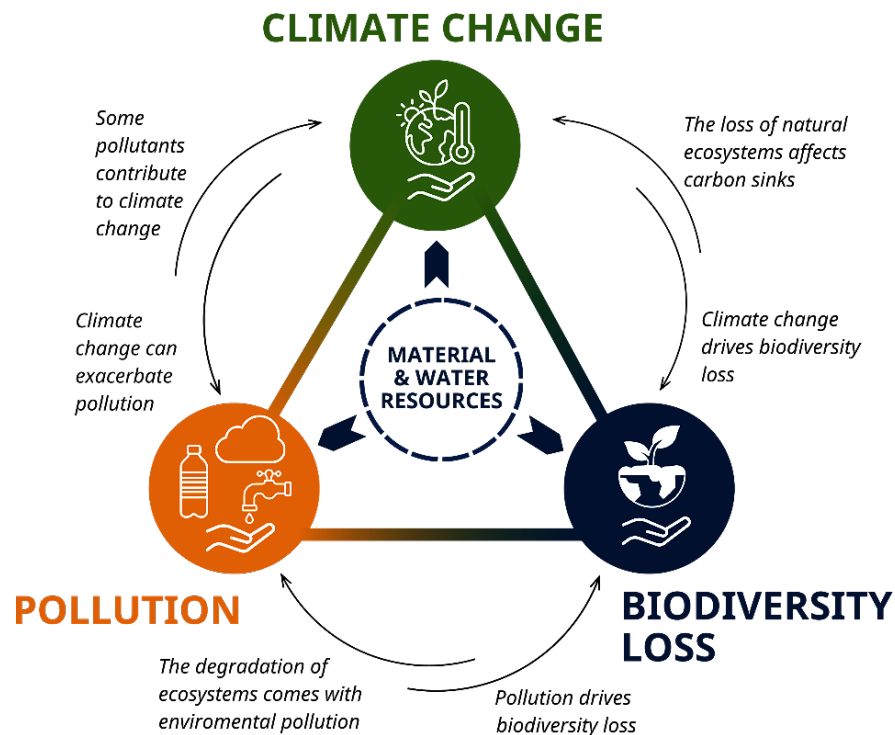 CLIMATE CHANGE
Some
pollutants
contribute
to climate
change
The loss of natural
ecosystems affects
carbon sinks
Climate
change can
exacerbate
pollution
Climate change
drives biodiversity
loss
MATERIAL
& WATER
RESOURCES
POLLUTION
BIODIVERSITY
LOSS
The degradation of
ecosystems comes with
enviromental pollution
Pollution drives
biodiversity loss